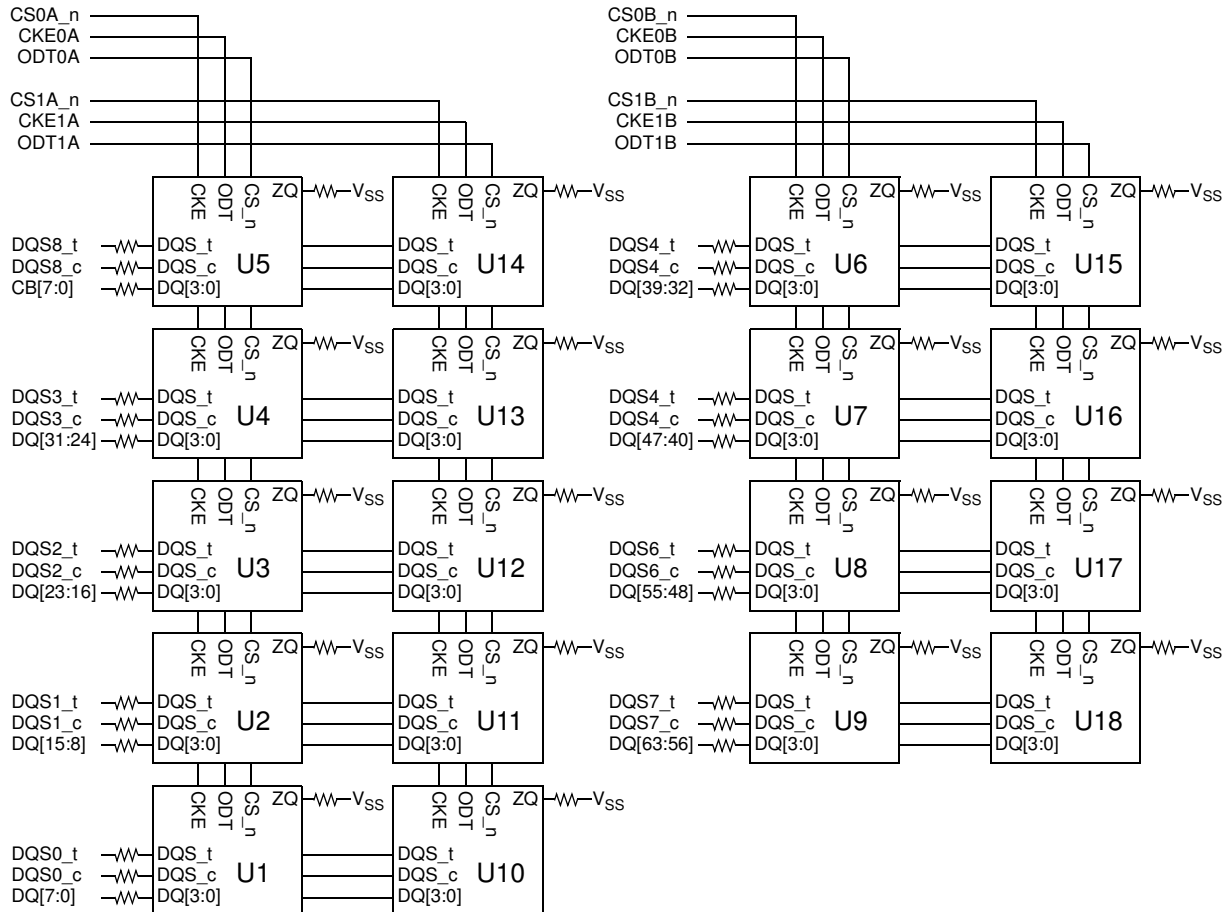 CS0A_n
CKE0A
ODT0A
CS1A_n
CKE1A
ODT1A
CS0B_n
CKE0B
ODT0B
CS1B_n
CKE1B
ODT1B
CKE ODT CS_n ZQ VSS
DQS8_t DQS_t
DQS8_c DQS_c U5
CB[7:0] DQ[3:0]
CKE ODT CS_n ZQ VSS
DQS_t
DQS_c U14
DQ[3:0]
CKE ODT CS_n ZQ VSS
DQS4_t DQS_t
DQS4_c DQS_c U6
DQ[39:32] DQ[3:0]
CKE ODT CS_n ZQ VSS
DQS_t
DQS_c U15
DQ[3:0]
CKE ODT CS_n ZQ VSS
DQS3_t DQS_t
DQS3_c DQS_c U4
DQ[31:24] DQ[3:0]
CKE ODT CS_n ZQ VSS
DQS_t
DQS_c U13
DQ[3:0]
CKE ODT CS_n ZQ VSS
DQS4_t DQS_t
DQS4_c DQS_c U7
DQ[47:40] DQ[3:0]
CKE ODT CS_n ZQ VSS
DQS_t
DQS_c U16
DQ[3:0]
CKE ODT CS_n ZQ VSS
DQS2_t DQS_t
DQS2_c DQS_c U3
DQ[23:16] DQ[3:0]
CKE ODT CS_n ZQ VSS
DQS_t
DQS_c U12
DQ[3:0]
CKE ODT CS_n ZQ VSS
DQS6_t DQS_t
DQS6_c DQS_c U8
DQ[55:48] DQ[3:0]
CKE ODT CS_n ZQ VSS
DQS_t
DQS_c U17
DQ[3:0]
CKE ODT CS_n ZQ VSS
DQS1_t DQS_t
DQS1_c DQS_c U2
DQ[15:8] DQ[3:0]
CKE ODT CS_n ZQ VSS
DQS_t
DQS_c U11
DQ[3:0]
CKE ODT CS_n ZQ VSS
DQS7_t DQS_t
DQS7_c DQS_c U9
DQ[63:56] DQ[3:0]
CKE ODT CS_n ZQ VSS
DQS_t
DQS_c U18
DQ[3:0]
CKE ODT CS_n ZQ VSS
DQS0_t DQS_t
DQS0_c DQS_c U1
DQ[7:0] DQ[3:0]
CKE ODT CS_n ZQ VSS
DQS_t
DQS_c U10
DQ[3:0]